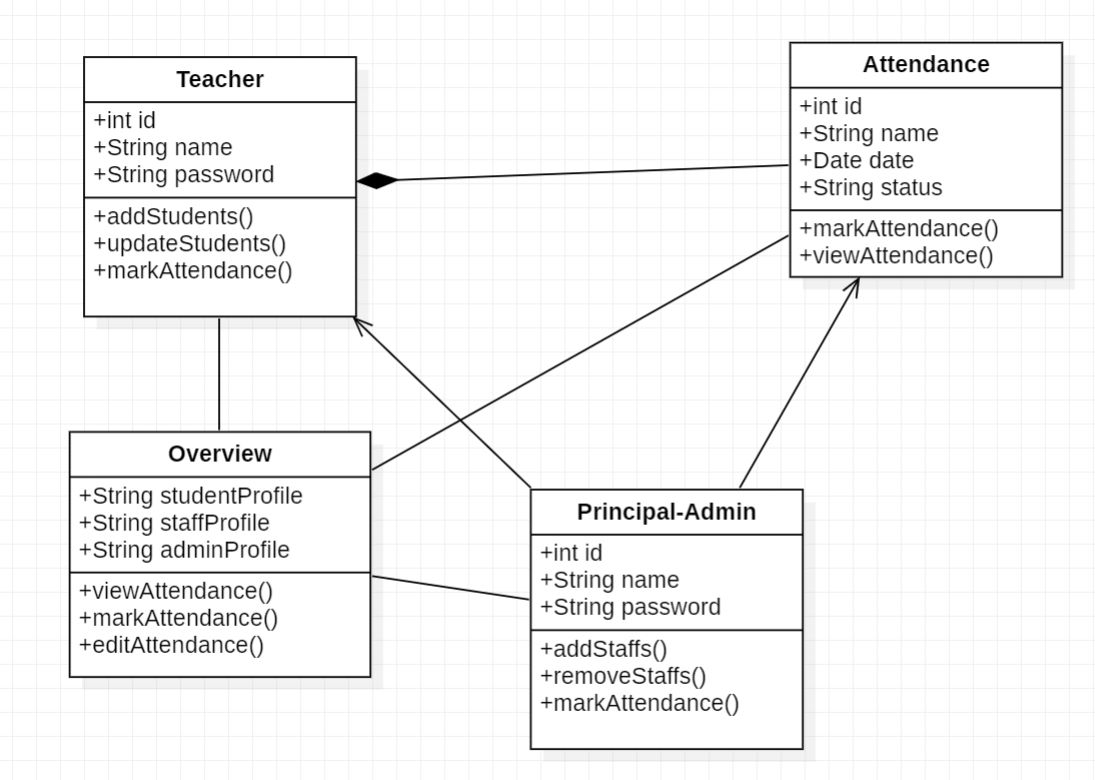 Teacher
+int id
+String name
+String password
+addStudents()
+updateStudents()
+markAttendance()
Attendance
+int id
+String name
+Date date
+String status
+markAttendance()
+viewAttendance()
Overview
+String studentProfile
+String staffProfile
+String adminProfile
+viewAttendance()
+markAttendance()
+editAttendance()
Principal-Admin
+int id
+String name
+String password
+addStaffs()
+removeStaffs()
+markAttendance()